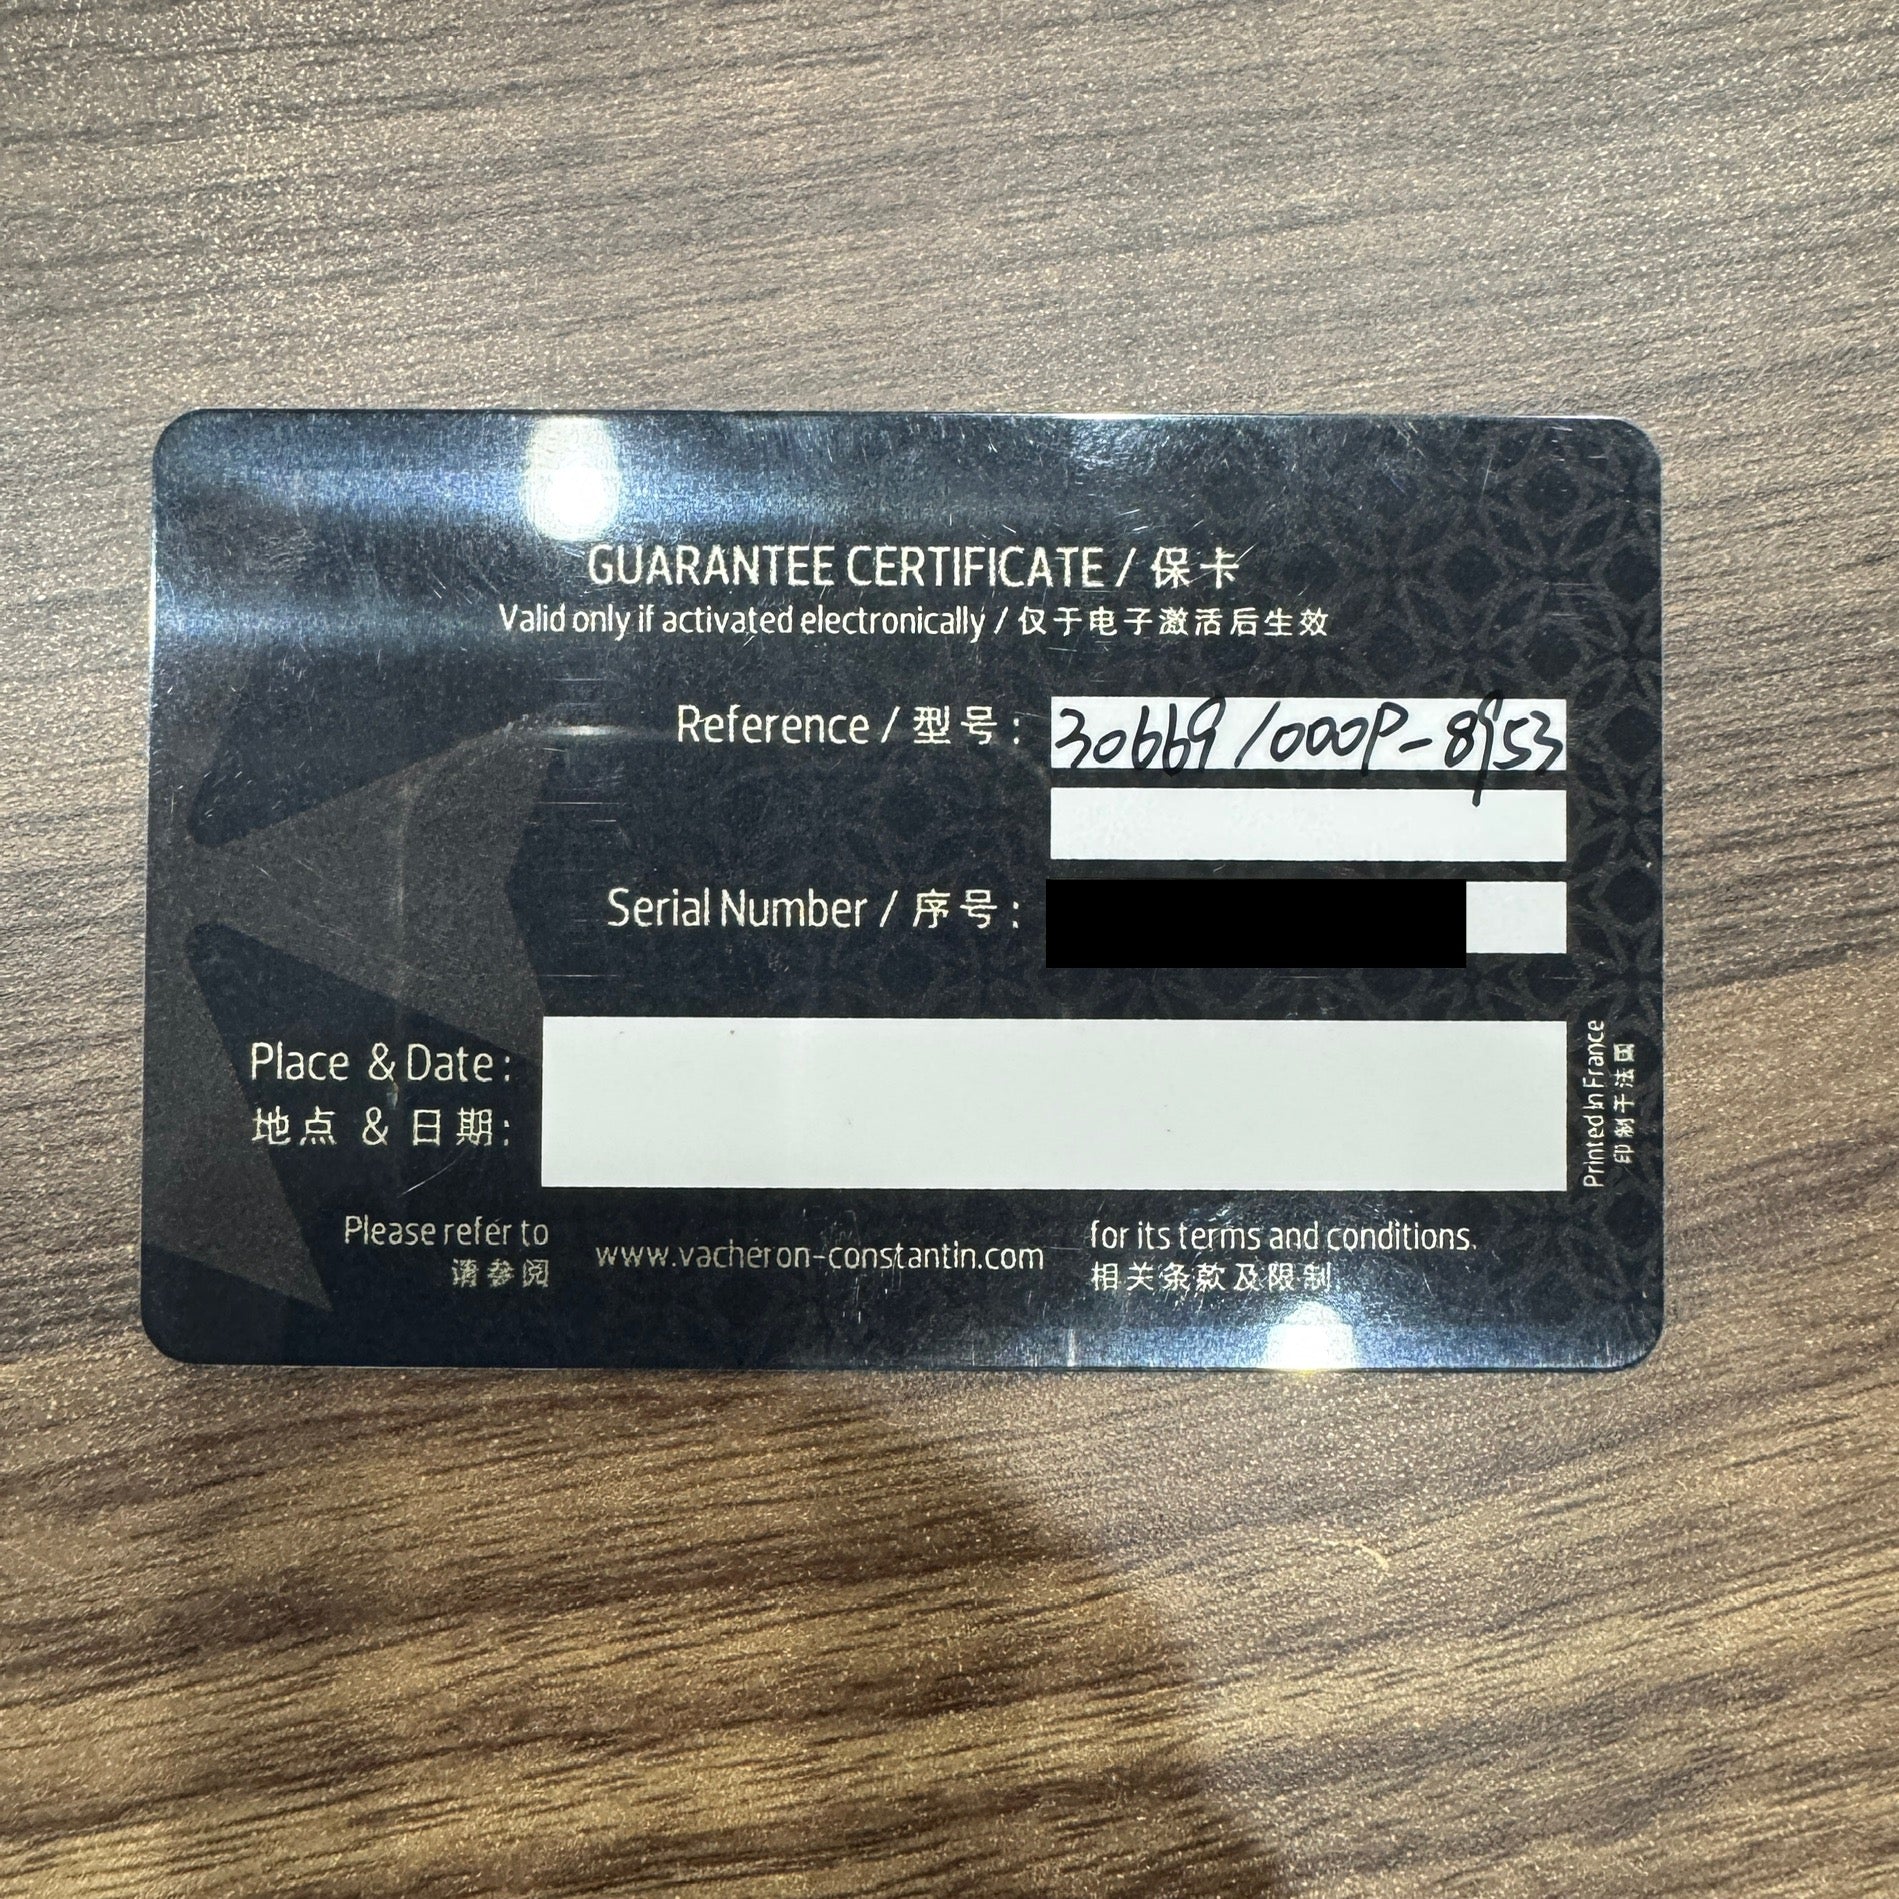 GUARANTEE CERTIFICATE / 保卡
Valid only if activated electronically / 仅于电子激活后生效
Reference / 型号: 30669/000P-8953
Serial Number / 序号:
Place & Date:
地点 & 日期:
Printed In France
印制于法国
Please refer to
请参阅
www.vacheron-constantin.com
for its terms and conditions.
相关条款及限制